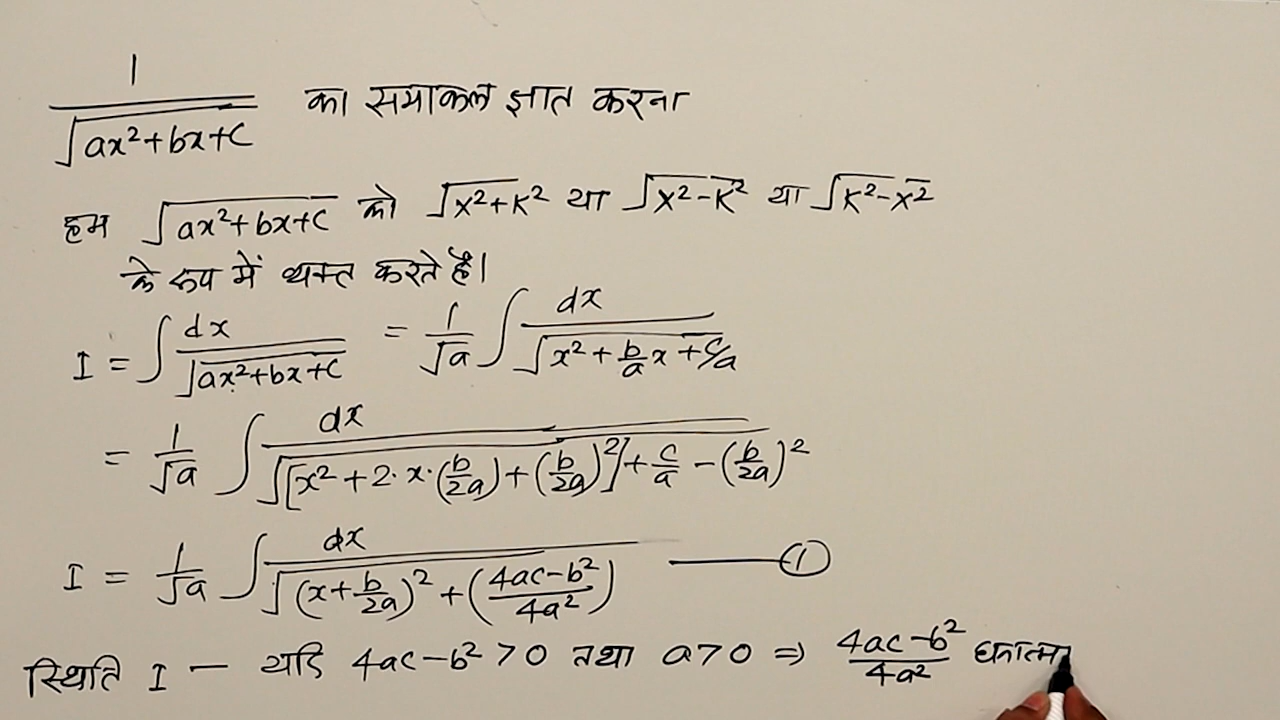 1/√(ax²+bx+c) का समाकल ज्ञात करना
हम √(ax²+bx+c) को √(x²+k²) या √(x²-k²) या √(k²-x²)
के रूप में व्यक्त करते है।
I = ∫ dx/√(ax²+bx+c) = 1/√a ∫ dx/√(x² + b/a x + c/a)
= 1/√a ∫ dx/√([x² + 2·x·(b/2a) + (b/2a)²] + c/a - (b/2a)²)
I = 1/√a ∫ dx/√((x + b/2a)² + ((4ac-b²)/4a²)) —— ①
स्थिति I — यदि 4ac-b² > 0 तथा a > 0 ⇒ (4ac-b²)/4a²